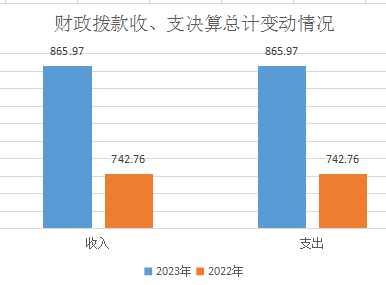 财政拨款收、支决算总计变动情况
865.97
865.97
742.76
742.76
收入
支出
2023年
2022年